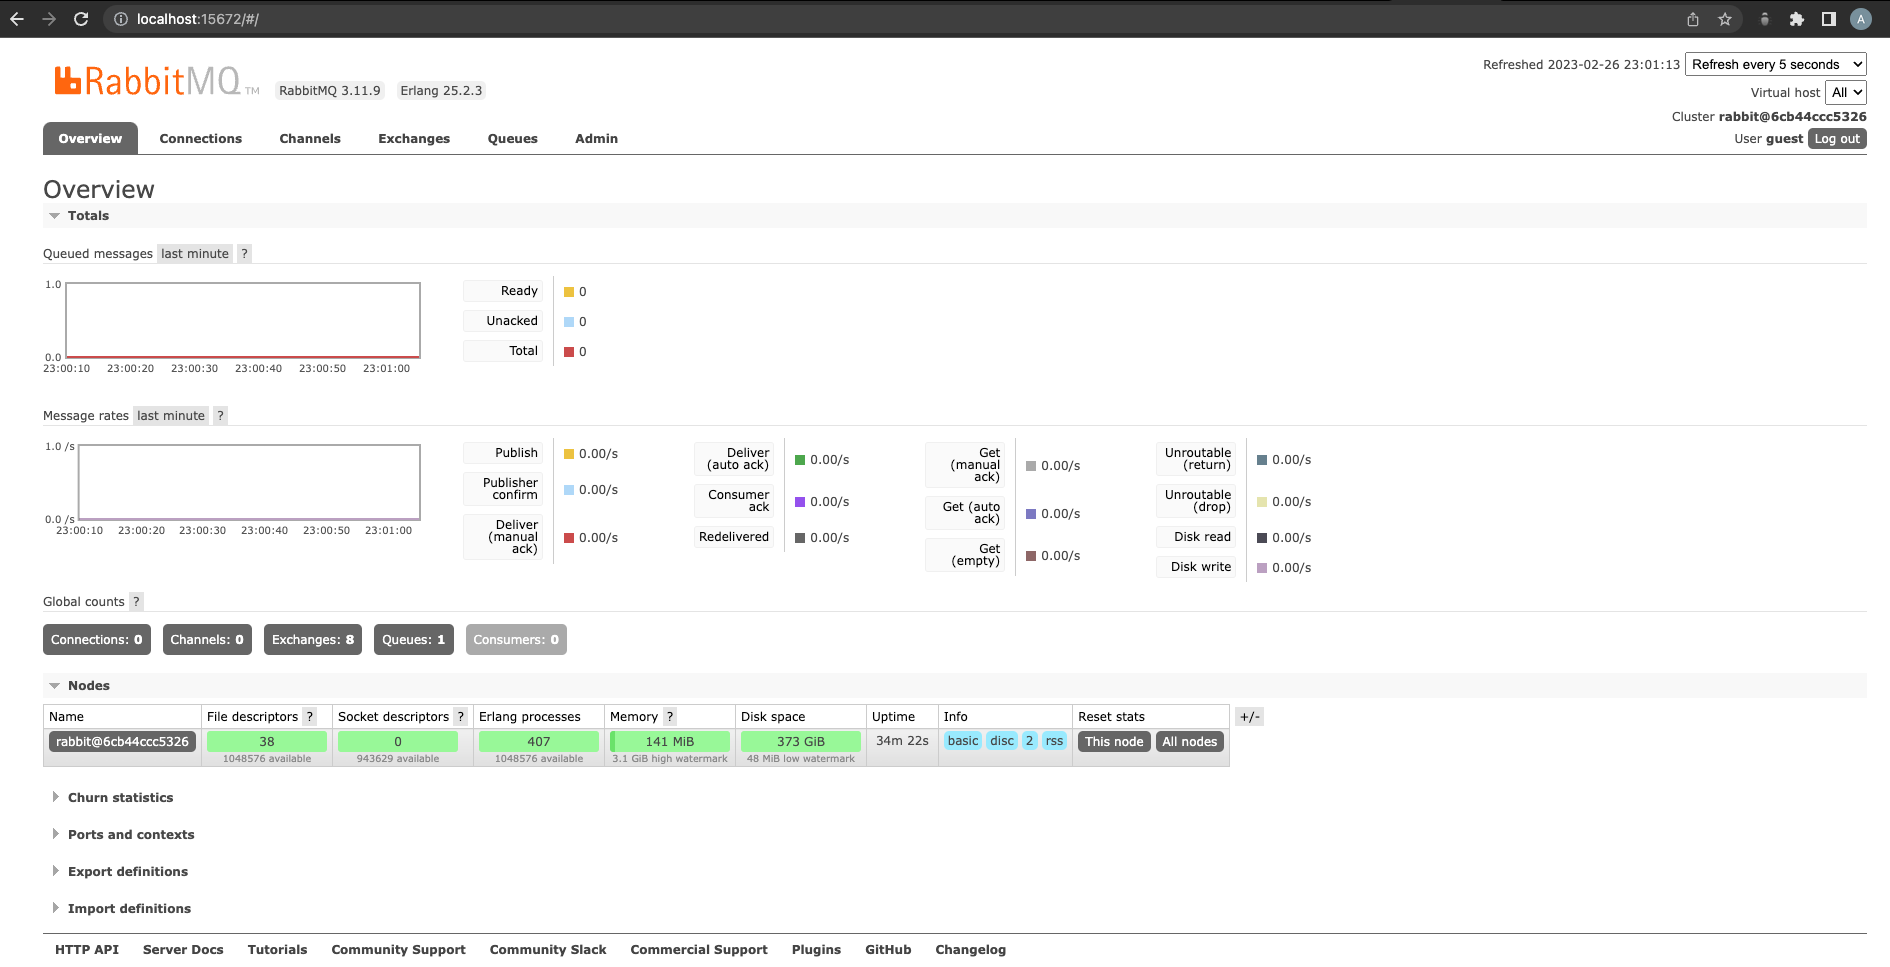 localhost:15672/#/
A
RabbitMQ TM
RabbitMQ 3.11.9 Erlang 25.2.3
Refreshed 2023-02-26 23:01:13 Refresh every 5 seconds
Virtual host All
Cluster rabbit@6cb44ccc5326
User guest Log out
Overview Connections Channels Exchanges Queues Admin
Overview
Totals
Queued messages last minute ?
1.0
0.0
23:00:10 23:00:20 23:00:30 23:00:40 23:00:50 23:01:00
Ready 0
Unacked 0
Total 0
Message rates last minute ?
1.0 /s
0.0 /s
23:00:10 23:00:20 23:00:30 23:00:40 23:00:50 23:01:00
Publish 0.00/s
Publisher
confirm 0.00/s
Deliver
(manual
ack) 0.00/s
Deliver
(auto ack) 0.00/s
Consumer
ack 0.00/s
Redelivered 0.00/s
Get
(manual
ack) 0.00/s
Get (auto
ack) 0.00/s
Get
(empty) 0.00/s
Unroutable
(return) 0.00/s
Unroutable
(drop) 0.00/s
Disk read 0.00/s
Disk write 0.00/s
Global counts ?
Connections: 0 Channels: 0 Exchanges: 8 Queues: 1 Consumers: 0
Nodes
Name File descriptors ? Socket descriptors ? Erlang processes Memory ? Disk space Uptime Info Reset stats +/-
rabbit@6cb44ccc5326 38 0 407 141 MiB 373 GiB 34m 22s basic disc 2 rss This node All nodes
1048576 available 943629 available 1048576 available 3.1 GiB high watermark 48 MiB low watermark
Churn statistics
Ports and contexts
Export definitions
Import definitions
HTTP API Server Docs Tutorials Community Support Community Slack Commercial Support Plugins GitHub Changelog